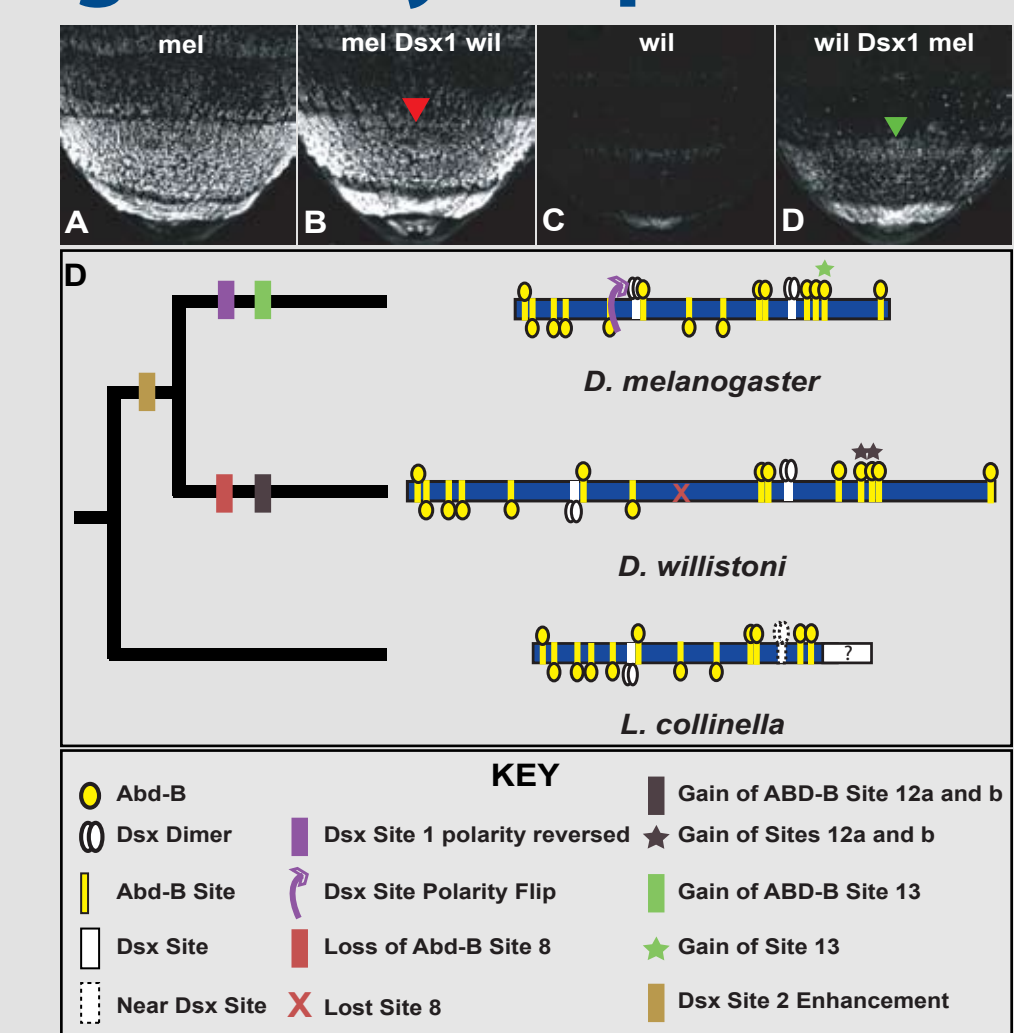 mel
mel Dsx1 wil
wil
wil Dsx1 mel
A
B
C
D
D
D. melanogaster
X
D. willistoni
?
L. collinella
KEY
Abd-B
Dsx Dimer
Abd-B Site
Dsx Site
Near Dsx Site
Dsx Site 1 polarity reversed
Dsx Site Polarity Flip
Loss of Abd-B Site 8
X Lost Site 8
Gain of ABD-B Site 12a and b
Gain of Sites 12a and b
Gain of ABD-B Site 13
Gain of Site 13
Dsx Site 2 Enhancement